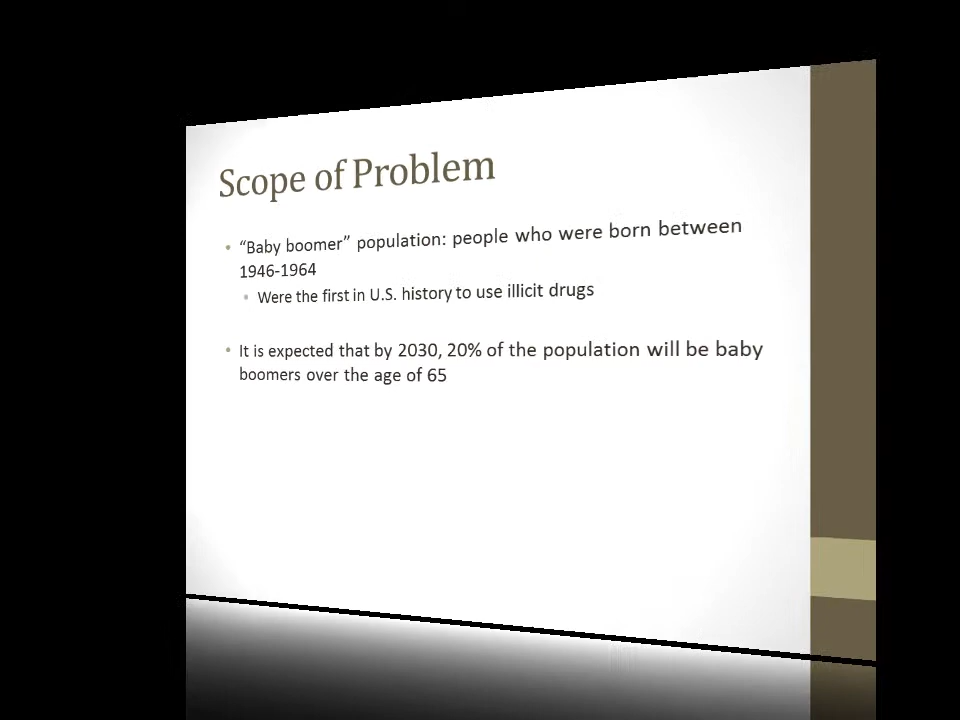 Scope of Problem
• “Baby boomer” population: people who were born between
1946-1964
• Were the first in U.S. history to use illicit drugs
• It is expected that by 2030, 20% of the population will be baby
boomers over the age of 65